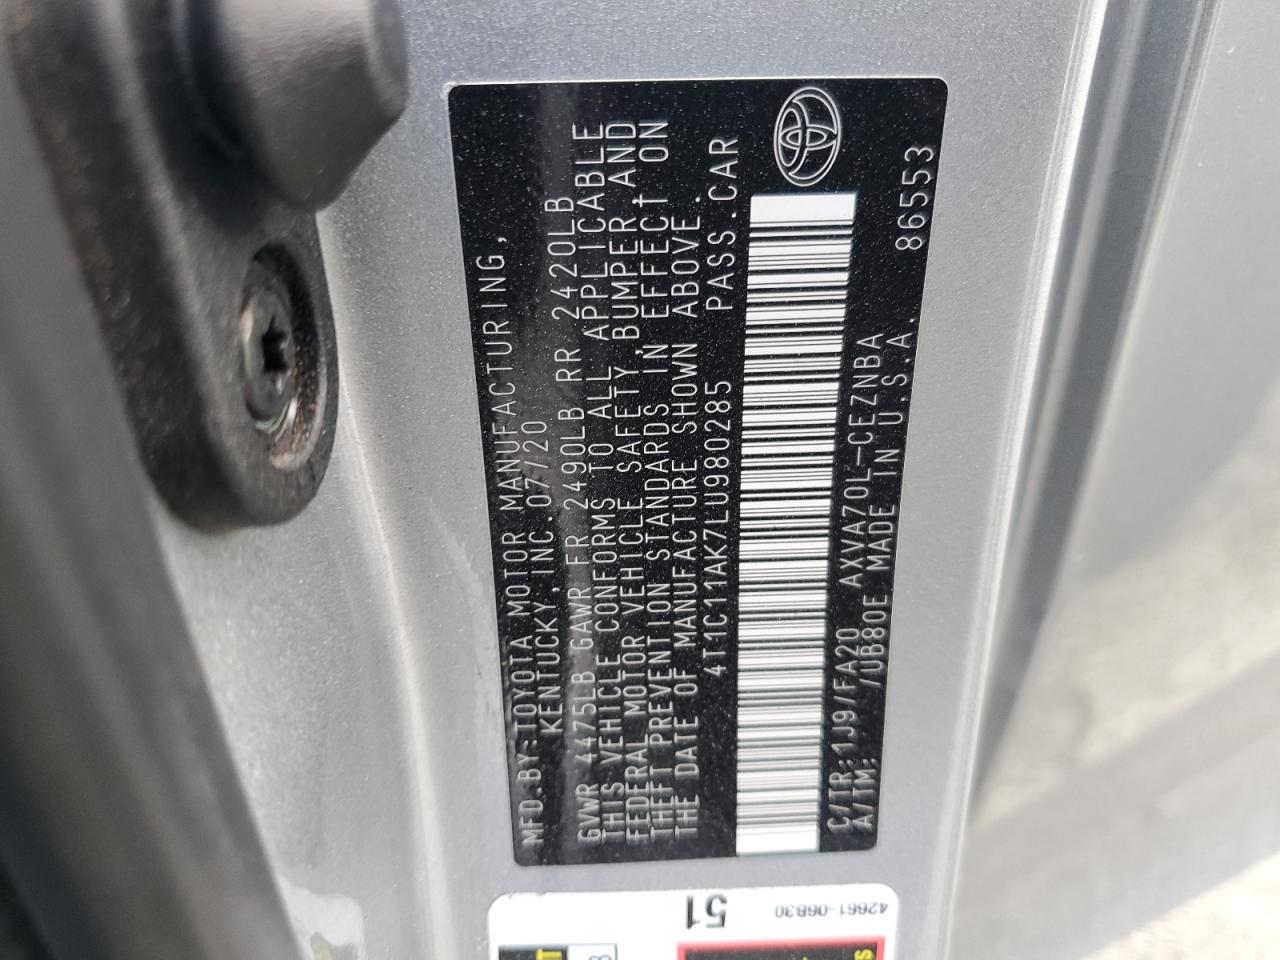 MFD.BY:TOYOTA MOTOR MANUFACTURING,
KENTUCKY,INC.07/20
GVWR 4475LB GAWR FR 2490LB RR 2420LB
THIS VEHICLE CONFORMS TO ALL APPLICABLE
FEDERAL MOTOR VEHICLE SAFETY,BUMPER,AND
THEFT PREVENTION STANDARDS IN EFFECT ON
THE DATE OF MANUFACTURE SHOWN ABOVE.
4T1C11AK7LU980285 PASS.CAR
C/TR:1J9/FA20 AXVA70L-CEZNBA 86553
A/TM: /UB80E MADE IN U.S.A.
51
42661-06B30